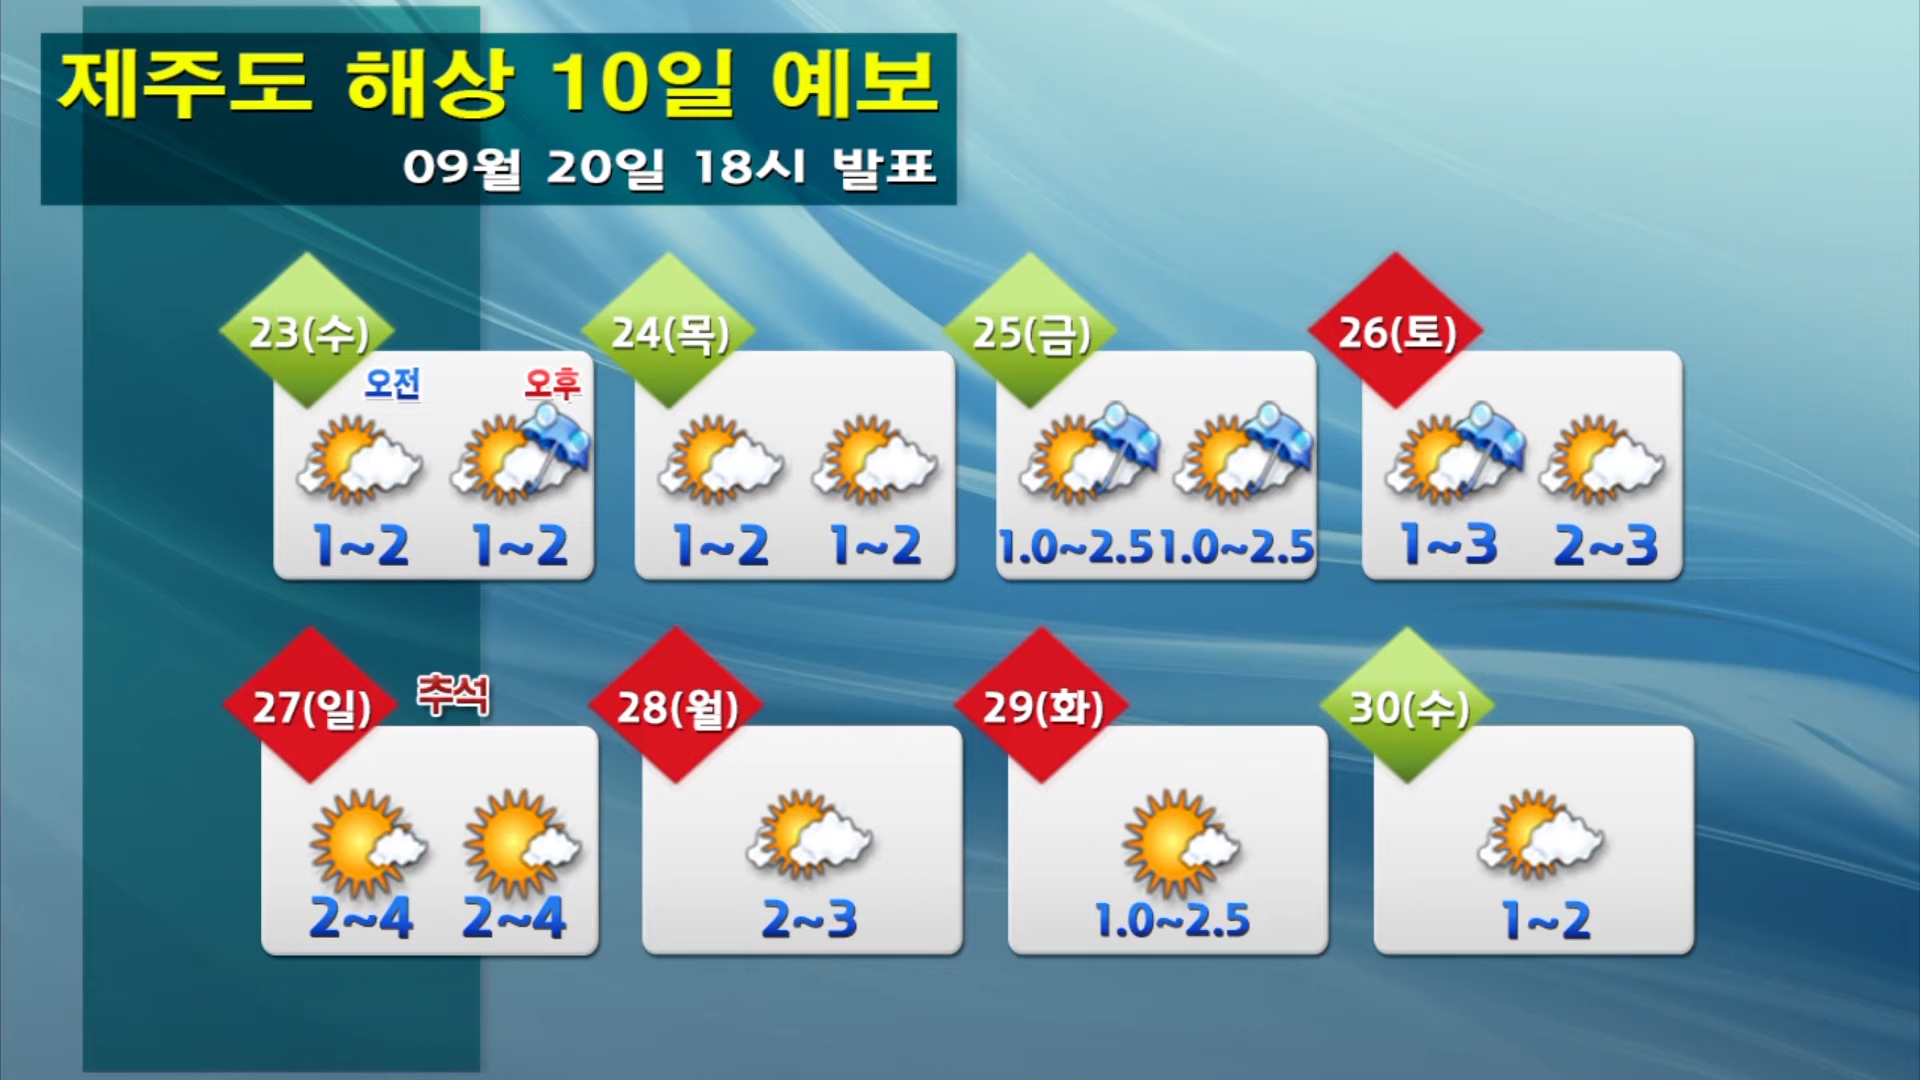 제주도 해상 10일 예보
09월 20일 18시 발표
23(수)
24(목)
25(금)
26(토)
오전 오후
1~2 1~2
1~2 1~2
1.0~2.5 1.0~2.5
1~3 2~3
27(일)
추석
28(월)
29(화)
30(수)
2~4 2~4
2~3
1.0~2.5
1~2